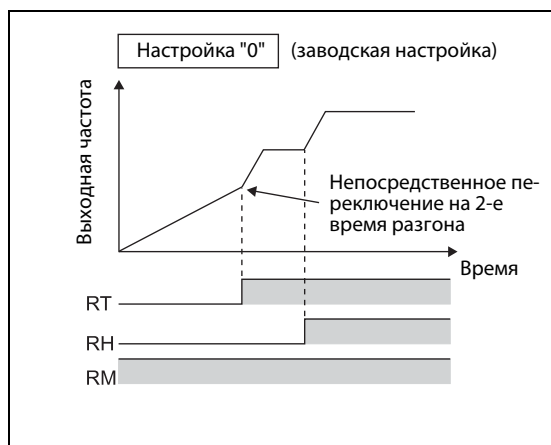 Настройка "0" (заводская настройка)
Выходная частота
Непосредственное пе-
реключение на 2-е
время разгона
Время
RT
RH
RM